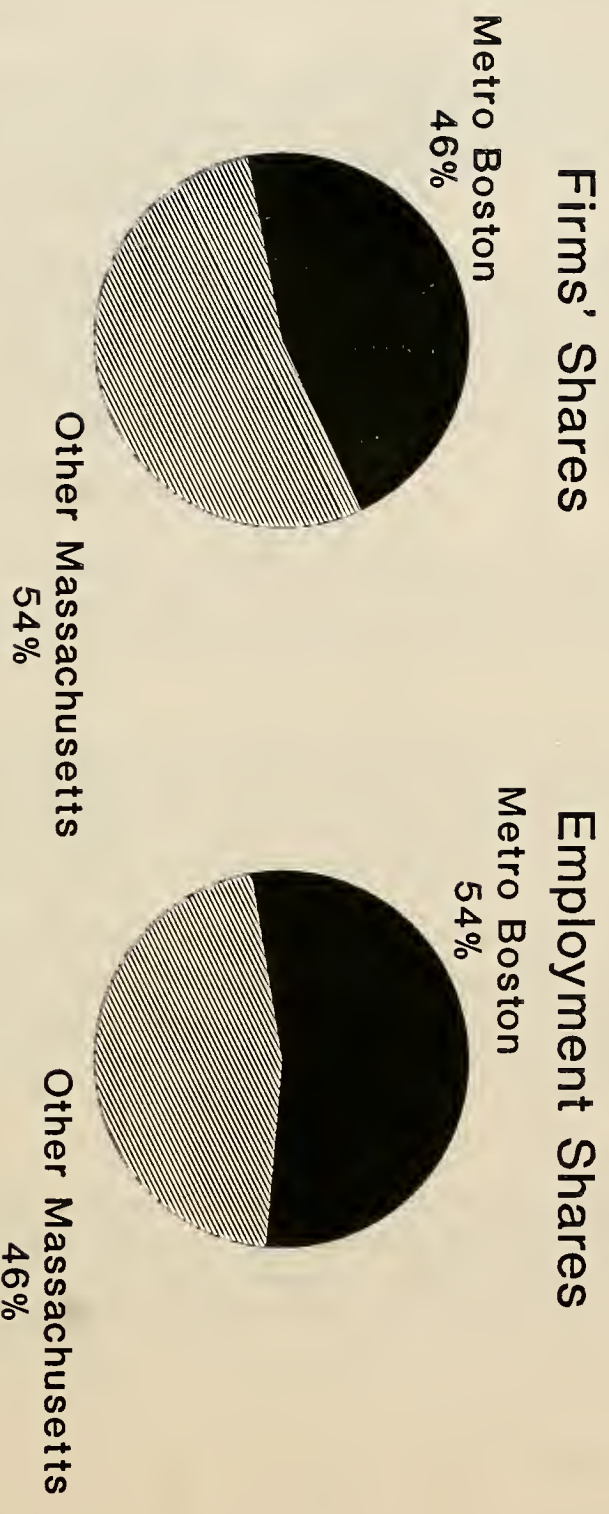 Firms' Shares
Metro Boston
46%
Other Massachusetts
54%
Employment Shares
Metro Boston
54%
Other Massachusetts
46%